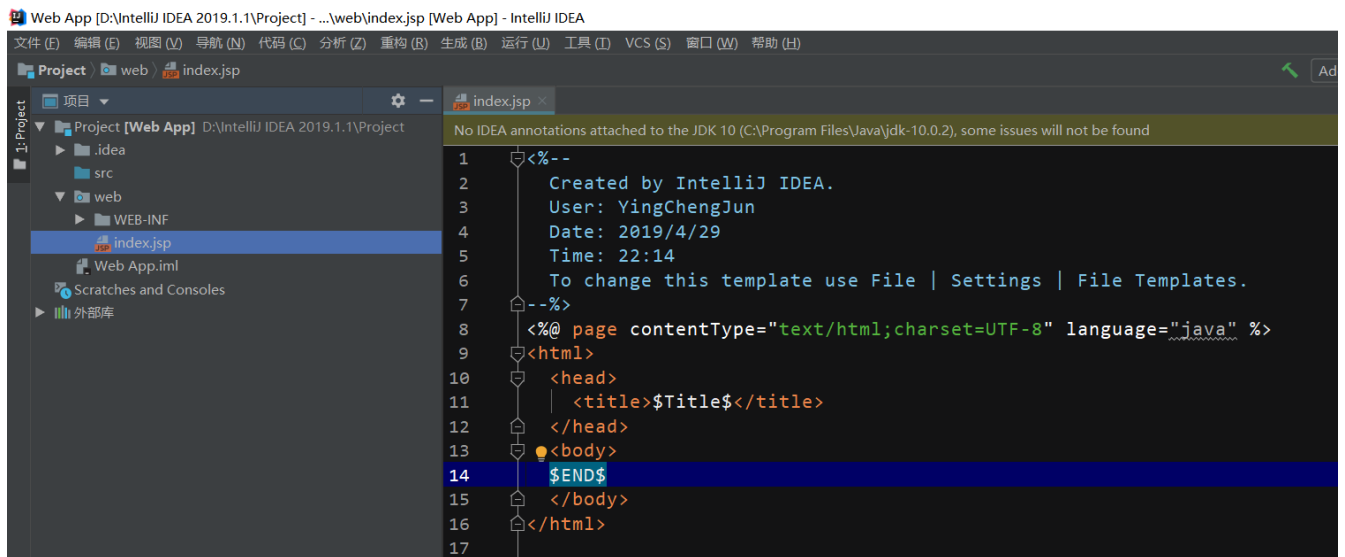 Web App [D:\IntelliJ IDEA 2019.1.1\Project] - ...\web\index.jsp [Web App] - IntelliJ IDEA
文件(F) 编辑(E) 视图(V) 导航(N) 代码(C) 分析(Z) 重构(R) 生成(B) 运行(U) 工具(T) VCS(S) 窗口(W) 帮助(H)
Project web index.jsp Ad
1: Project
项目
Project [Web App] D:\IntelliJ IDEA 2019.1.1\Project
.idea
src
web
WEB-INF
index.jsp
Web App.iml
Scratches and Consoles
外部库
index.jsp
No IDEA annotations attached to the JDK 10 (C:\Program Files\Java\jdk-10.0.2), some issues will not be found
1 <%--
2 Created by IntelliJ IDEA.
3 User: YingChengJun
4 Date: 2019/4/29
5 Time: 22:14
6 To change this template use File | Settings | File Templates.
7 --%>
8 <%@ page contentType="text/html;charset=UTF-8" language="java" %>
9 <html>
10 <head>
11 <title>$Title$</title>
12 </head>
13 <body>
14 $END$
15 </body>
16 </html>
17